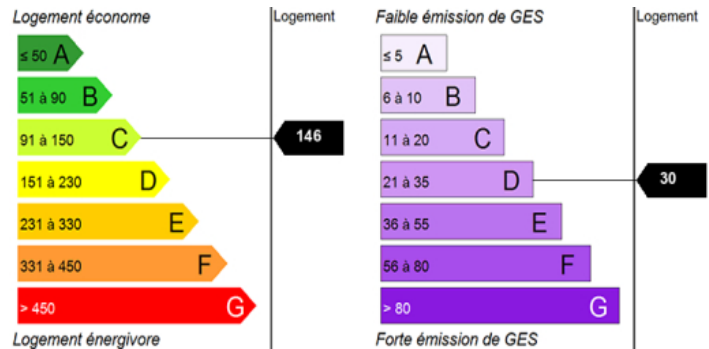 Logement économe
Logement
≤ 50 A
51 à 90 B
91 à 150 C
146
151 à 230 D
231 à 330 E
331 à 450 F
> 450 G
Logement énergivore
Faible émission de GES
Logement
≤ 5 A
6 à 10 B
11 à 20 C
21 à 35 D
30
36 à 55 E
56 à 80 F
> 80 G
Forte émission de GES